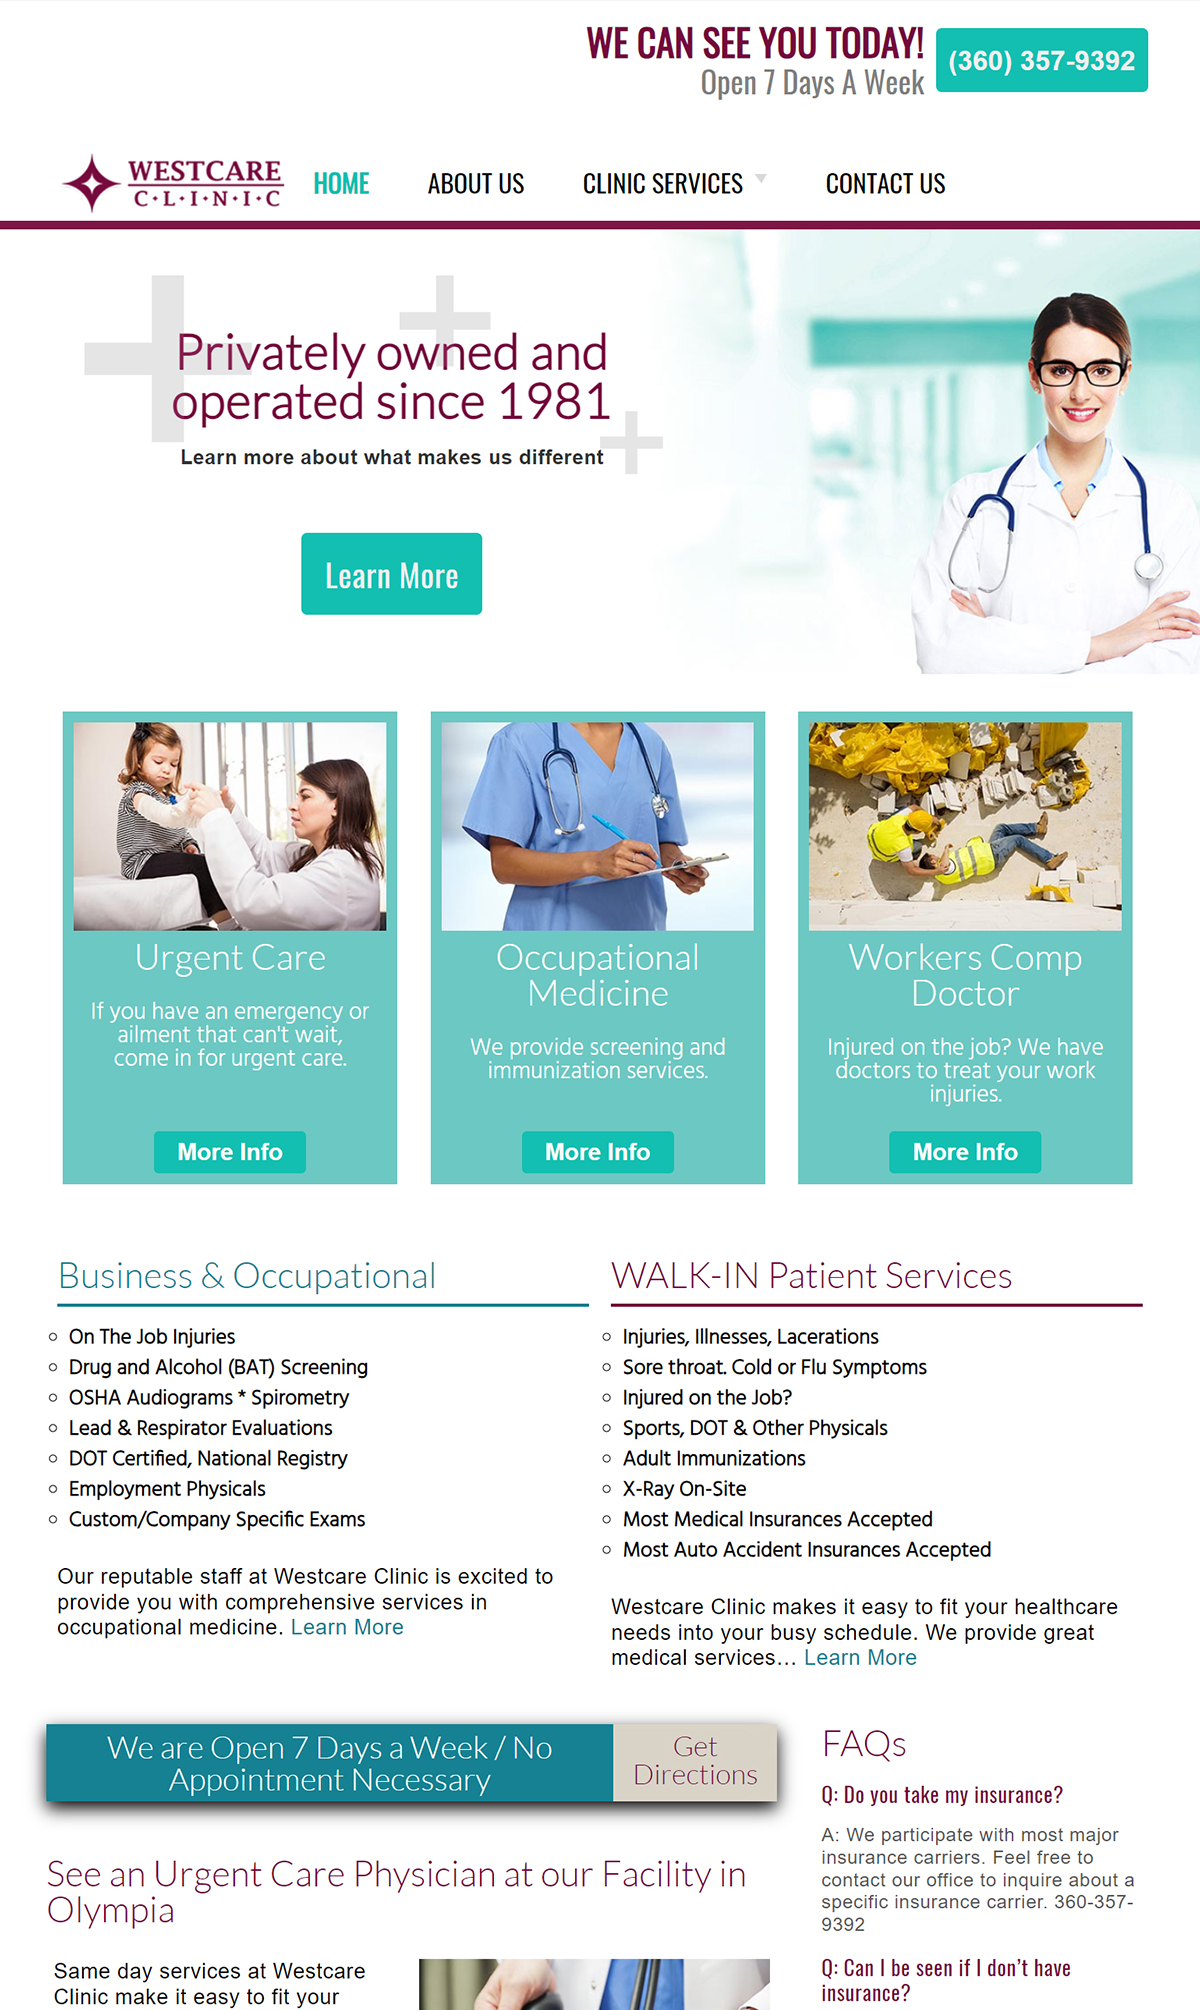 WE CAN SEE YOU TODAY!
Open 7 Days A Week
(360) 357-9392
WESTCARE
C·L·I·N·I·C
HOME
ABOUT US
CLINIC SERVICES
CONTACT US
Privately owned and
operated since 1981
Learn more about what makes us different
Learn More
Urgent Care
If you have an emergency or
ailment that can't wait,
come in for urgent care.
More Info
Occupational
Medicine
We provide screening and
immunization services.
More Info
Workers Comp
Doctor
Injured on the job? We have
doctors to treat your work
injuries.
More Info
Business & Occupational
On The Job Injuries
Drug and Alcohol (BAT) Screening
OSHA Audiograms * Spirometry
Lead & Respirator Evaluations
DOT Certified, National Registry
Employment Physicals
Custom/Company Specific Exams
Our reputable staff at Westcare Clinic is excited to
provide you with comprehensive services in
occupational medicine. Learn More
WALK-IN Patient Services
Injuries, Illnesses, Lacerations
Sore throat. Cold or Flu Symptoms
Injured on the Job?
Sports, DOT & Other Physicals
Adult Immunizations
X-Ray On-Site
Most Medical Insurances Accepted
Most Auto Accident Insurances Accepted
Westcare Clinic makes it easy to fit your healthcare
needs into your busy schedule. We provide great
medical services... Learn More
We are Open 7 Days a Week / No
Appointment Necessary
Get
Directions
See an Urgent Care Physician at our Facility in
Olympia
Same day services at Westcare
Clinic make it easy to fit your
FAQs
Q: Do you take my insurance?
A: We participate with most major
insurance carriers. Feel free to
contact our office to inquire about a
specific insurance carrier. 360-357-
9392
Q: Can I be seen if I don't have
insurance?